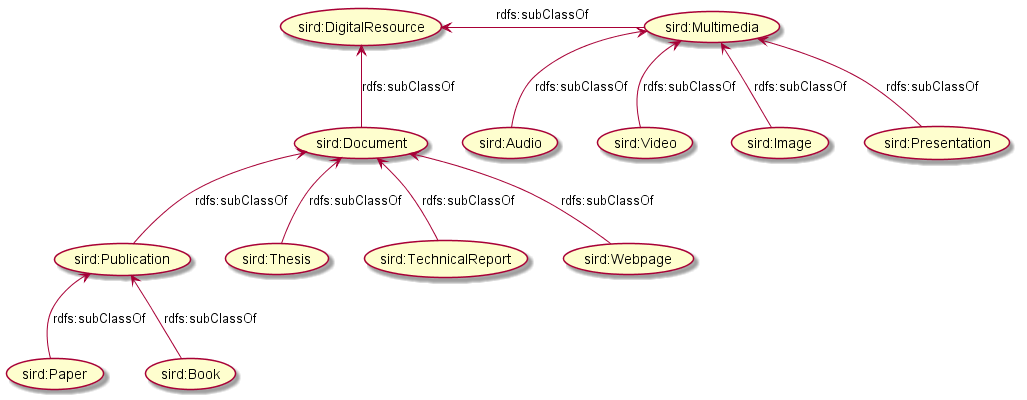 rdfs:subClassOf
sird:DigitalResource
sird:Multimedia
rdfs:subClassOf
rdfs:subClassOf
rdfs:subClassOf
rdfs:subClassOf
rdfs:subClassOf
sird:Document
sird:Audio
sird:Video
sird:Image
sird:Presentation
rdfs:subClassOf
rdfs:subClassOf
rdfs:subClassOf
rdfs:subClassOf
sird:Publication
sird:Thesis
sird:TechnicalReport
sird:Webpage
rdfs:subClassOf
rdfs:subClassOf
sird:Paper
sird:Book